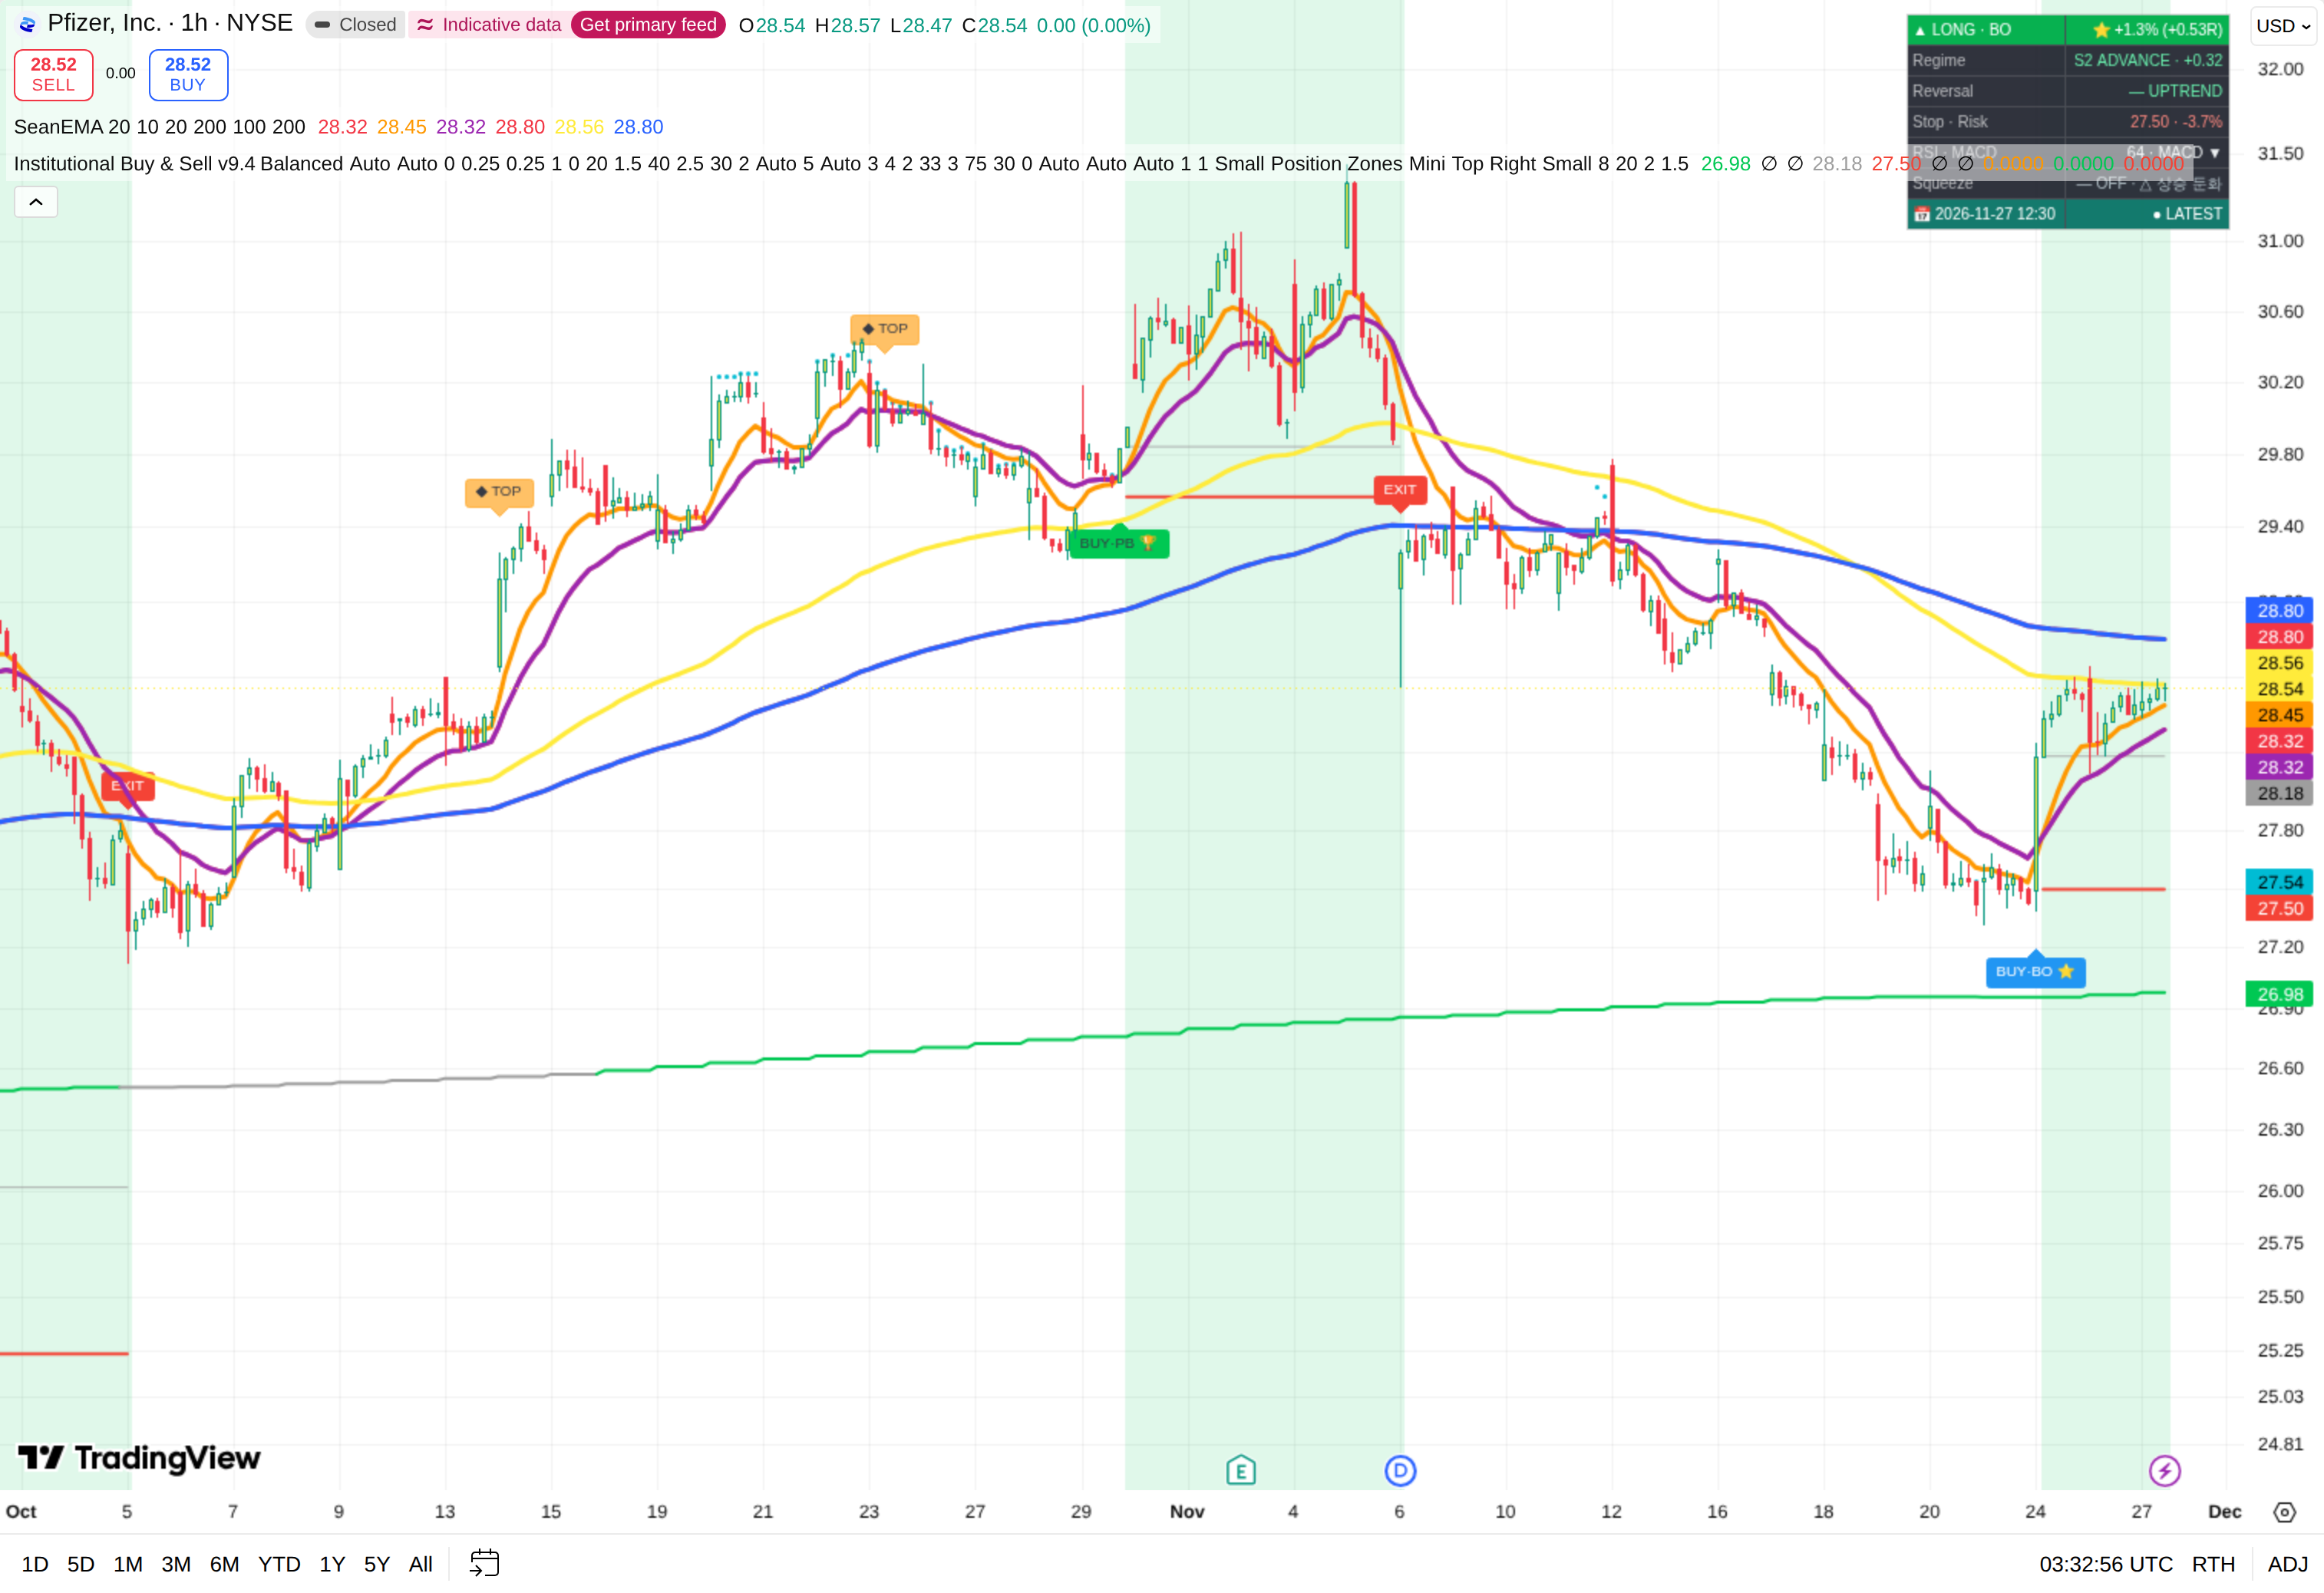 Pfizer, Inc. · 1h · NYSE Closed Indicative data Get primary feed O28.54 H28.57 L28.47 C28.54 0.00 (0.00%)
28.52 SELL 0.00 28.52 BUY
SeanEMA 20 10 20 200 100 200 28.32 28.45 28.32 28.80 28.56 28.80
Institutional Buy & Sell v9.4 Balanced Auto Auto 0 0.25 0.25 1 0 20 1.5 40 2.5 30 2 Auto 5 Auto 3 4 2 33 3 75 30 0 Auto Auto Auto 1 1 Small Position Zones Mini Top Right Small 8 20 2 1.5 26.98 ∅ ∅ 28.18 27.50 ∅ ∅ 0.0000 0.0000 0.0000
▲ LONG · BO ⭐ +1.3% (+0.53R)
Regime S2 ADVANCE · +0.32
Reversal — UPTREND
Stop · Risk 27.50 · -3.7%
RSI · MACD 64 · MACD ▼
Squeeze — OFF · △ 상승 둔화
📅 2026-11-27 12:30 ● LATEST
USD
32.00
31.50
31.00
30.60
30.20
29.80
29.40
28.80
28.80
28.56
28.54
28.45
28.32
28.32
28.18
27.80
27.54
27.50
27.20
26.98
26.90
26.60
26.30
26.00
25.75
25.50
25.25
25.03
24.81
◆ TOP
◆ TOP
EXIT
EXIT
BUY·PB 🏆
BUY·BO ⭐
TradingView
E
D
Oct 5 7 9 13 15 19 21 23 27 29 Nov 4 6 10 12 16 18 20 24 27 Dec
1D 5D 1M 3M 6M YTD 1Y 5Y All 03:32:56 UTC RTH ADJ